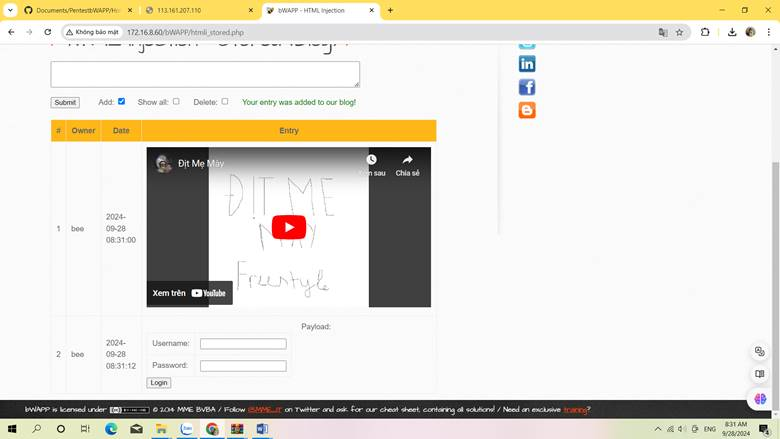 Documents/PentestbWAPP/Ho
113.161.207.110
bWAPP - HTML Injection
Không bảo mật
172.16.8.60/bWAPP/htmli_stored.php
Submit
Add:
Show all:
Delete:
Your entry was added to our blog!
# Owner Date Entry
1
bee
2024-
09-28
08:31:00
Địt Mẹ Mày
sau
Chia sẻ
ĐỊT MẸ
MÀY
Freestyle
Xem trên YouTube
2
bee
2024-
09-28
08:31:12
Payload:
Username:
Password:
Login
bWAPP is licensed under © 2014 MME BVBA / Follow @MME_IT on Twitter and ask for our cheat sheet, containing all solutions! / Need an exclusive training?
ENG
8:31 AM
9/28/2024